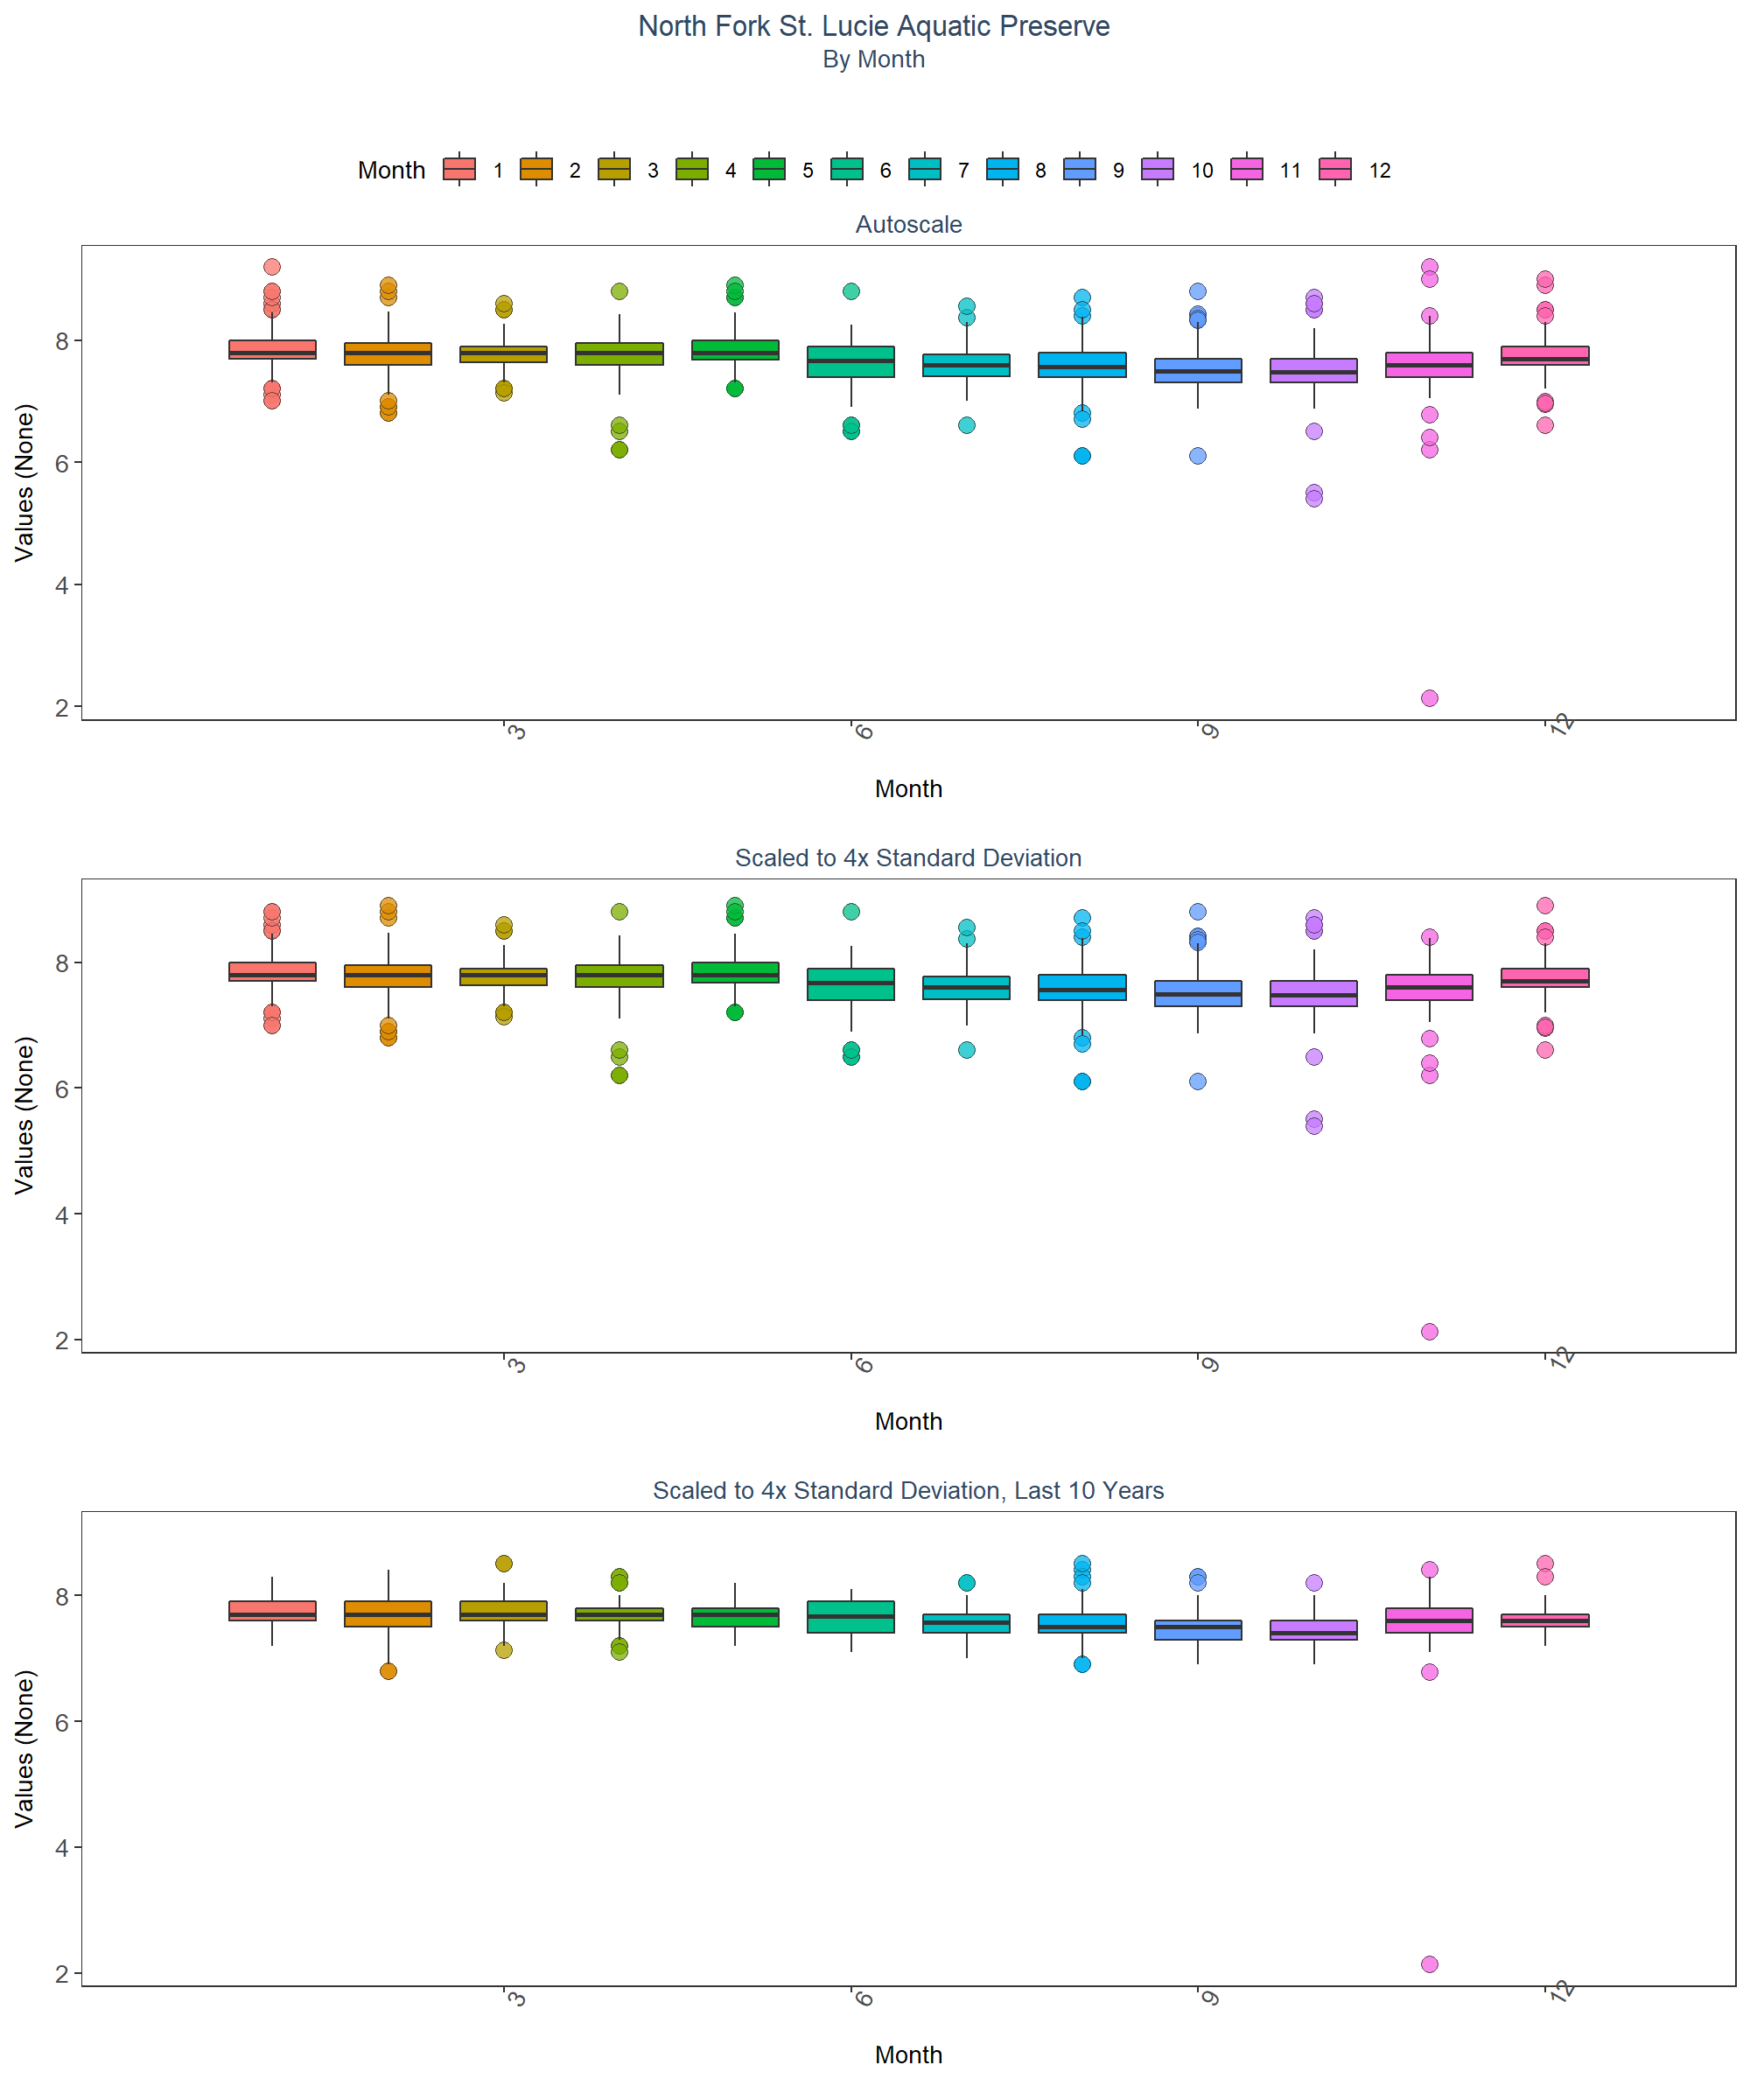 North Fork St. Lucie Aquatic Preserve
By Month
Month 1 2 3 4 5 6 7 8 9 10 11 12
Autoscale
Values (None)
8
6
4
2
3 6 9 12
Month
Scaled to 4x Standard Deviation
Values (None)
8
6
4
2
3 6 9 12
Month
Scaled to 4x Standard Deviation, Last 10 Years
Values (None)
8
6
4
2
3 6 9 12
Month